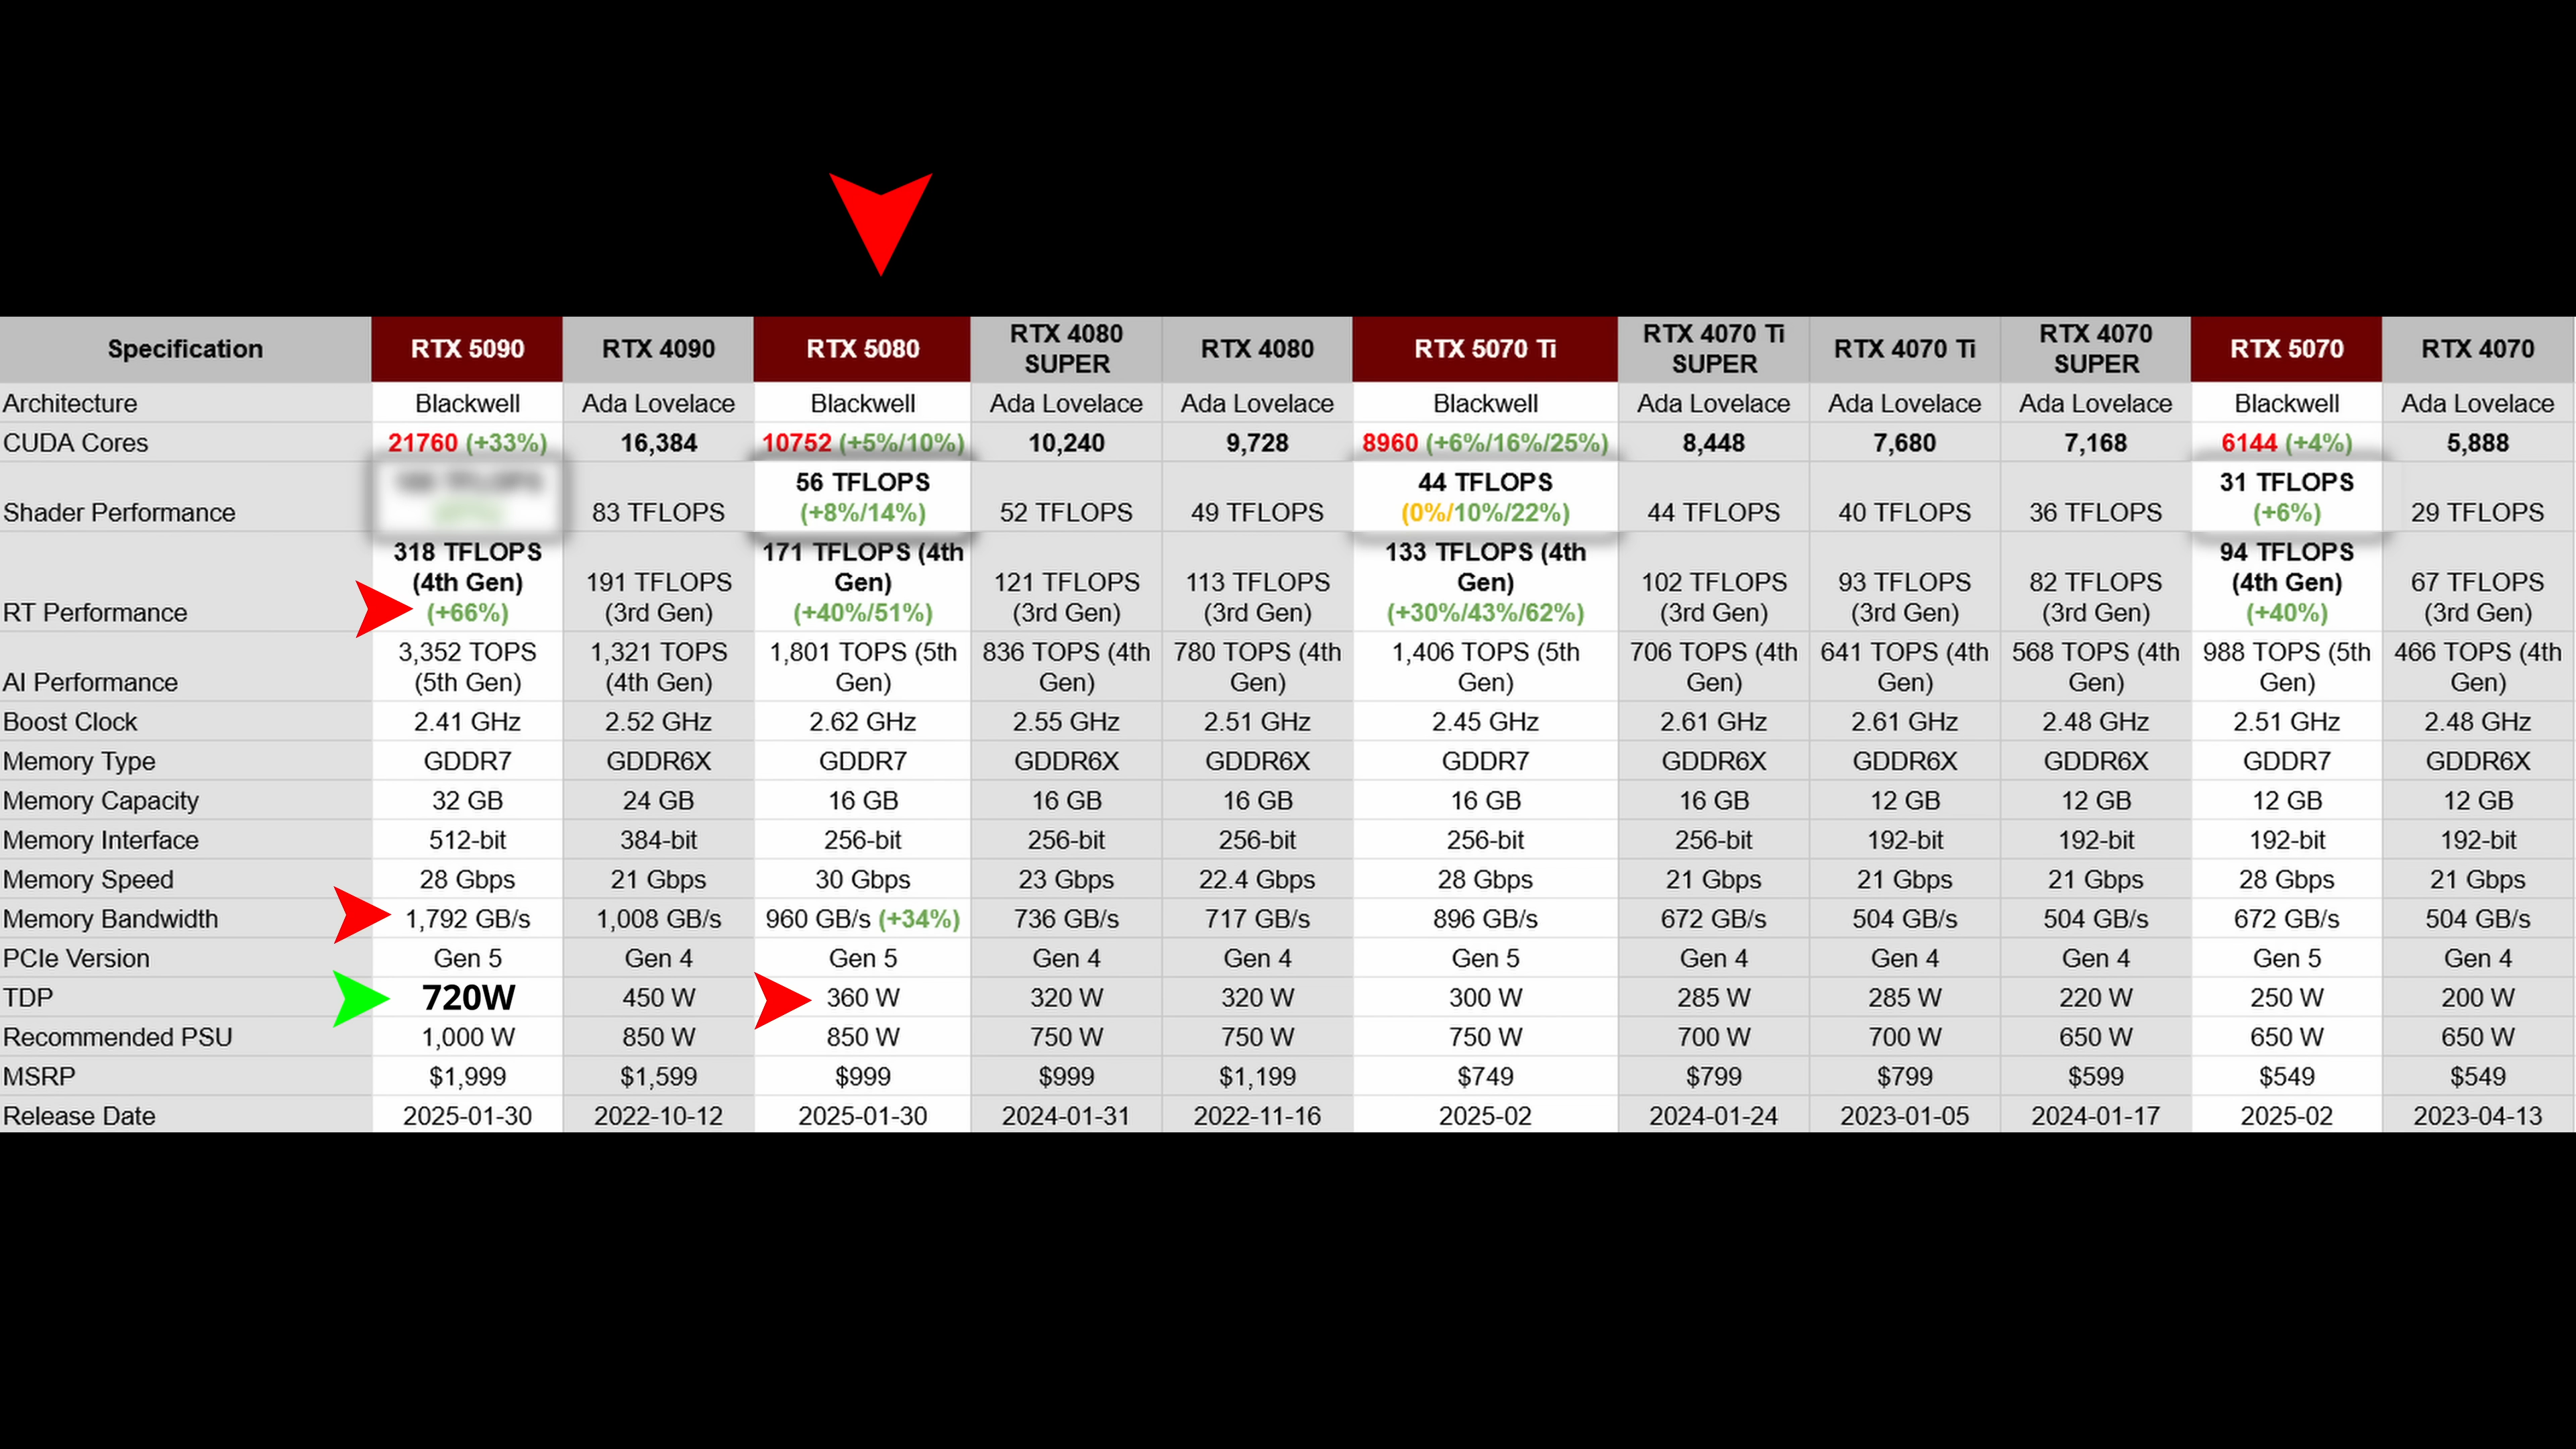 Specification RTX 5090 RTX 4090 RTX 5080 RTX 4080 SUPER RTX 4080 RTX 5070 Ti RTX 4070 Ti SUPER RTX 4070 Ti RTX 4070 SUPER RTX 5070 RTX 4070
Architecture Blackwell Ada Lovelace Blackwell Ada Lovelace Ada Lovelace Blackwell Ada Lovelace Ada Lovelace Ada Lovelace Blackwell Ada Lovelace
CUDA Cores 21760 (+33%) 16,384 10752 (+5%/10%) 10,240 9,728 8960 (+6%/16%/25%) 8,448 7,680 7,168 6144 (+4%) 5,888
Shader Performance 83 TFLOPS 56 TFLOPS (+8%/14%) 52 TFLOPS 49 TFLOPS 44 TFLOPS (0%/10%/22%) 44 TFLOPS 40 TFLOPS 36 TFLOPS 31 TFLOPS (+6%) 29 TFLOPS
RT Performance 318 TFLOPS (4th Gen) (+66%) 191 TFLOPS (3rd Gen) 171 TFLOPS (4th Gen) (+40%/51%) 121 TFLOPS (3rd Gen) 113 TFLOPS (3rd Gen) 133 TFLOPS (4th Gen) (+30%/43%/62%) 102 TFLOPS (3rd Gen) 93 TFLOPS (3rd Gen) 82 TFLOPS (3rd Gen) 94 TFLOPS (4th Gen) (+40%) 67 TFLOPS (3rd Gen)
AI Performance 3,352 TOPS (5th Gen) 1,321 TOPS (4th Gen) 1,801 TOPS (5th Gen) 836 TOPS (4th Gen) 780 TOPS (4th Gen) 1,406 TOPS (5th Gen) 706 TOPS (4th Gen) 641 TOPS (4th Gen) 568 TOPS (4th Gen) 988 TOPS (5th Gen) 466 TOPS (4th Gen)
Boost Clock 2.41 GHz 2.52 GHz 2.62 GHz 2.55 GHz 2.51 GHz 2.45 GHz 2.61 GHz 2.61 GHz 2.48 GHz 2.51 GHz 2.48 GHz
Memory Type GDDR7 GDDR6X GDDR7 GDDR6X GDDR6X GDDR7 GDDR6X GDDR6X GDDR6X GDDR7 GDDR6X
Memory Capacity 32 GB 24 GB 16 GB 16 GB 16 GB 16 GB 16 GB 12 GB 12 GB 12 GB 12 GB
Memory Interface 512-bit 384-bit 256-bit 256-bit 256-bit 256-bit 256-bit 192-bit 192-bit 192-bit 192-bit
Memory Speed 28 Gbps 21 Gbps 30 Gbps 23 Gbps 22.4 Gbps 28 Gbps 21 Gbps 21 Gbps 21 Gbps 28 Gbps 21 Gbps
Memory Bandwidth 1,792 GB/s 1,008 GB/s 960 GB/s (+34%) 736 GB/s 717 GB/s 896 GB/s 672 GB/s 504 GB/s 504 GB/s 672 GB/s 504 GB/s
PCIe Version Gen 5 Gen 4 Gen 5 Gen 4 Gen 4 Gen 5 Gen 4 Gen 4 Gen 4 Gen 5 Gen 4
TDP 720W 450 W 360 W 320 W 320 W 300 W 285 W 285 W 220 W 250 W 200 W
Recommended PSU 1,000 W 850 W 850 W 750 W 750 W 750 W 700 W 700 W 650 W 650 W 650 W
MSRP $1,999 $1,599 $999 $999 $1,199 $749 $799 $799 $599 $549 $549
Release Date 2025-01-30 2022-10-12 2025-01-30 2024-01-31 2022-11-16 2025-02 2024-01-24 2023-01-05 2024-01-17 2025-02 2023-04-13